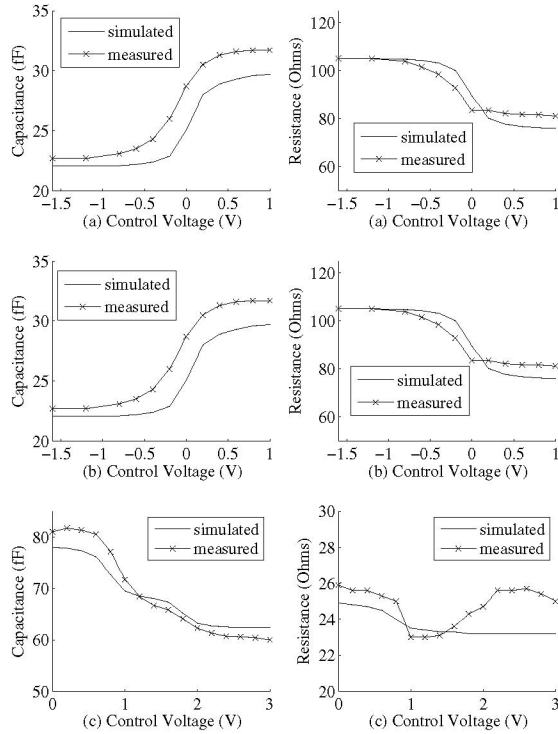 35
30
25
20
Capacitance (fF)
simulated
measured
−1.5 −1 −0.5 0 0.5 1
(a) Control Voltage (V)
120
100
80
60
Resistance (Ohms)
simulated
measured
−1.5 −1 −0.5 0 0.5 1
(a) Control Voltage (V)
35
30
25
20
Capacitance (fF)
simulated
measured
−1.5 −1 −0.5 0 0.5 1
(b) Control Voltage (V)
120
100
80
60
Resistance (Ohms)
simulated
measured
−1.5 −1 −0.5 0 0.5 1
(b) Control Voltage (V)
80
70
60
50
Capacitance (fF)
simulated
measured
0 1 2 3
(c) Control Voltage (V)
30
28
26
24
22
20
Resistance (Ohms)
simulated
measured
0 1 2 3
(c) Control Voltage (V)